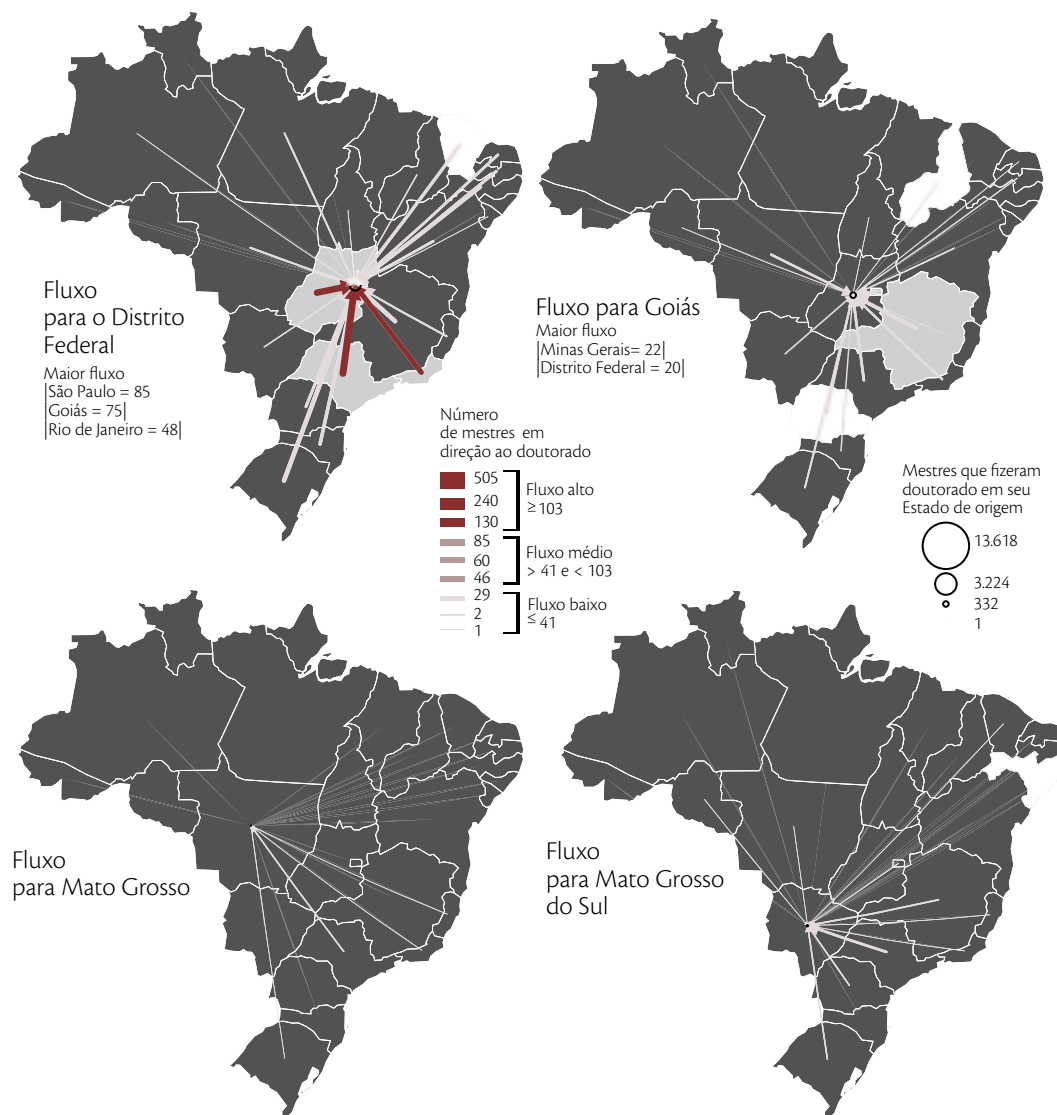 Fluxo
para o Distrito
Federal
Maior fluxo
|São Paulo = 85
|Goiás = 75|
|Rio de Janeiro = 48|
Fluxo para Goiás
Maior fluxo
|Minas Gerais= 22|
|Distrito Federal = 20|
Número
de mestres em
direção ao doutorado
505
240
130
Fluxo alto
≥103
85
60
46
Fluxo médio
> 41 e < 103
29
2
1
Fluxo baixo
≤ 41
Mestres que fizeram
doutorado em seu
Estado de origem
13.618
3.224
332
1
Fluxo
para Mato Grosso
Fluxo
para Mato Grosso
do Sul